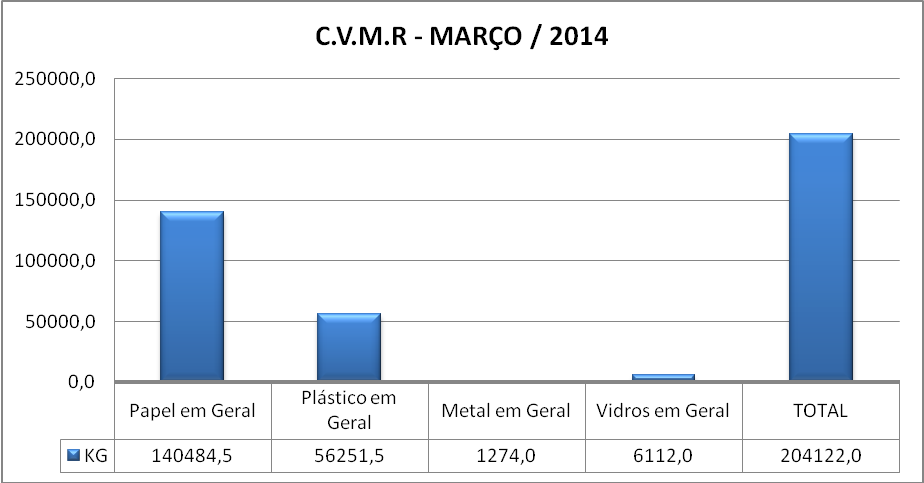 C.V.M.R - MARÇO / 2014
250000,0
200000,0
150000,0
100000,0
50000,0
0,0
Papel em Geral
Plástico em
Geral
Metal em Geral
Vidros em Geral
TOTAL
KG 140484,5 56251,5 1274,0 6112,0 204122,0